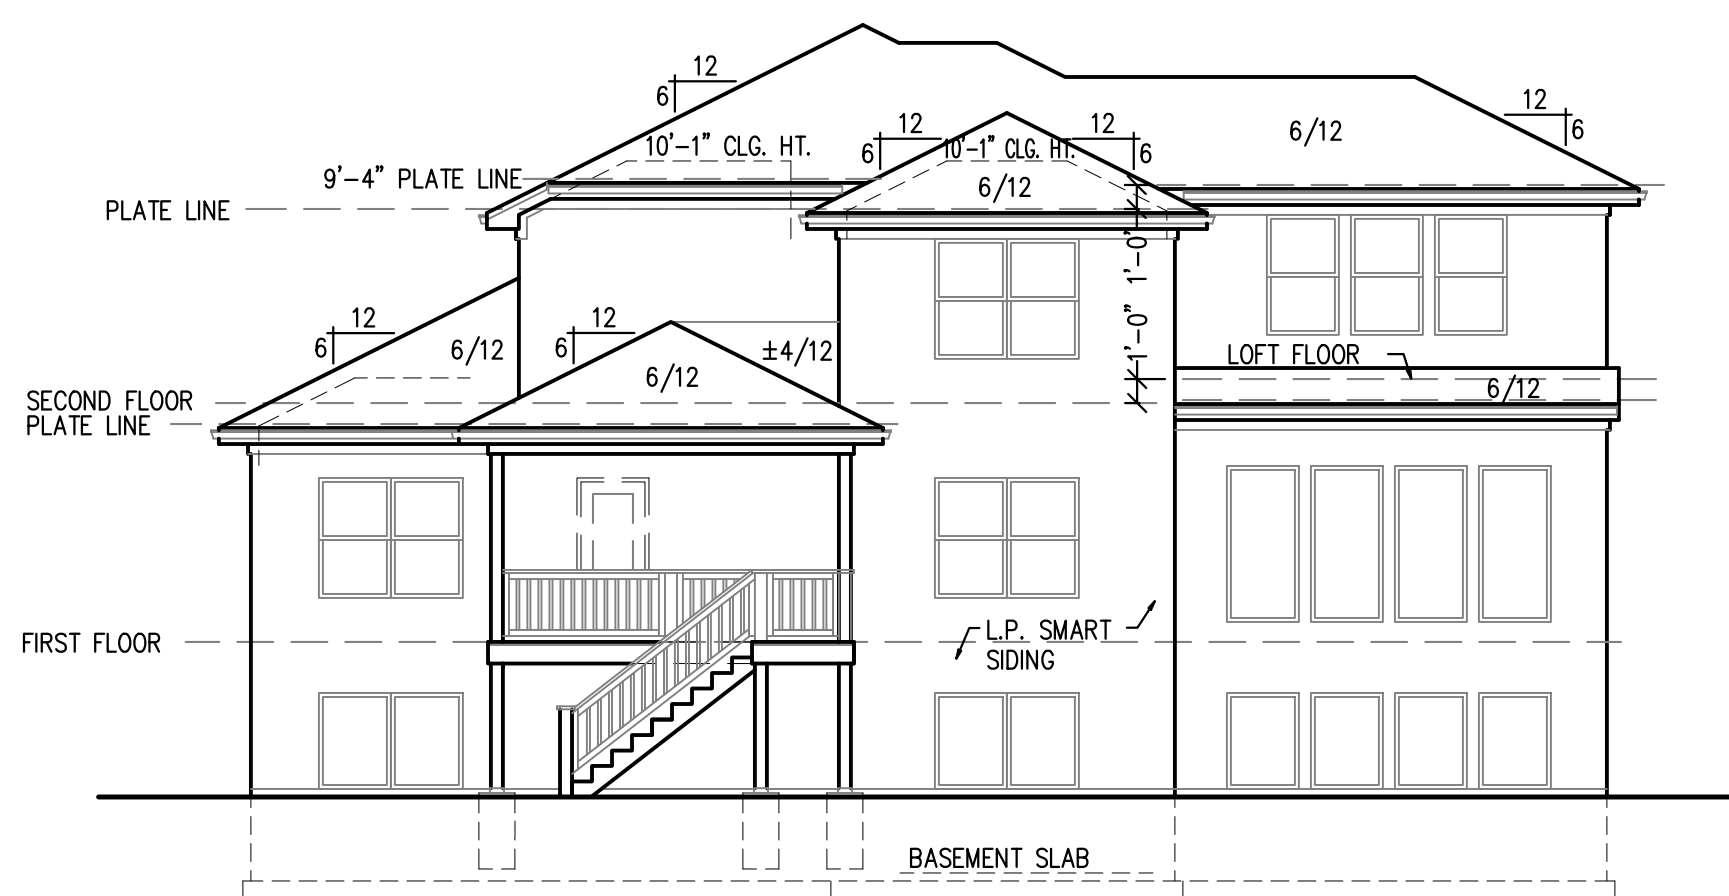 12
6
12
6
10'-1" CLG. HT.
12
6
10'-1" CLG. HT.
12
6
6/12
12
6
9'-4" PLATE LINE
6/12
PLATE LINE
1'-0"
1'-0"
12
6
6/12
12
6
6/12
±4/12
LOFT FLOOR
6/12
SECOND FLOOR
PLATE LINE
FIRST FLOOR
L.P. SMART
SIDING
BASEMENT SLAB